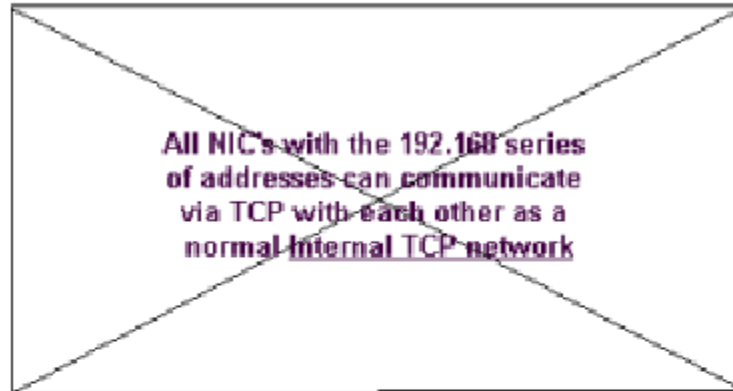 All NIC's with the 192.168 series
of addresses can communicate
via TCP with each other as a
normal Internal TCP network